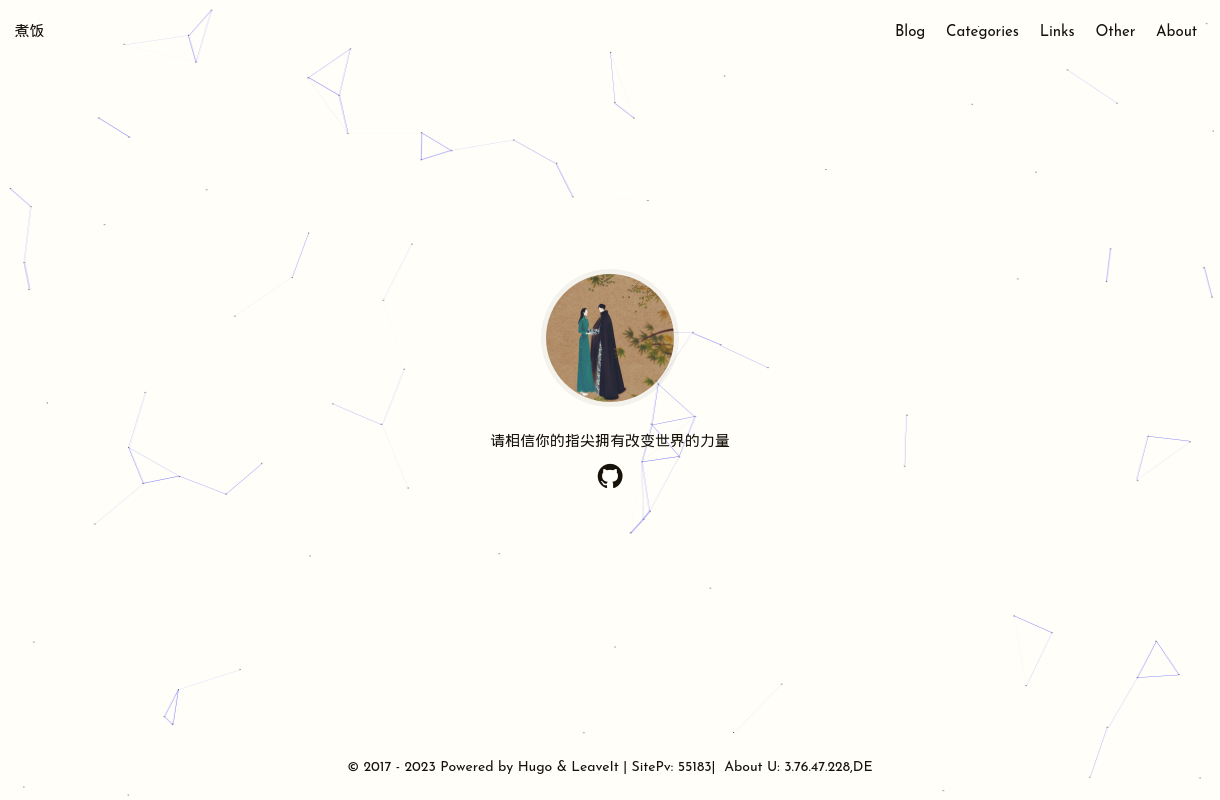 煮饭
Blog Categories Links Other About
请相信你的指尖拥有改变世界的力量
© 2017 - 2023 Powered by Hugo & LeaveIt | SitePv: 55183| About U: 3.76.47.228,DE